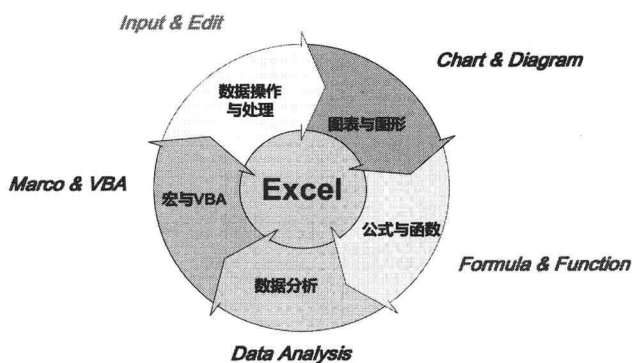 Input & Edit
Chart & Diagram
数据操作
与处理
图表与图形
Marco & VBA
宏与VBA
Excel
公式与函数
Formula & Function
数据分析
Data Analysis